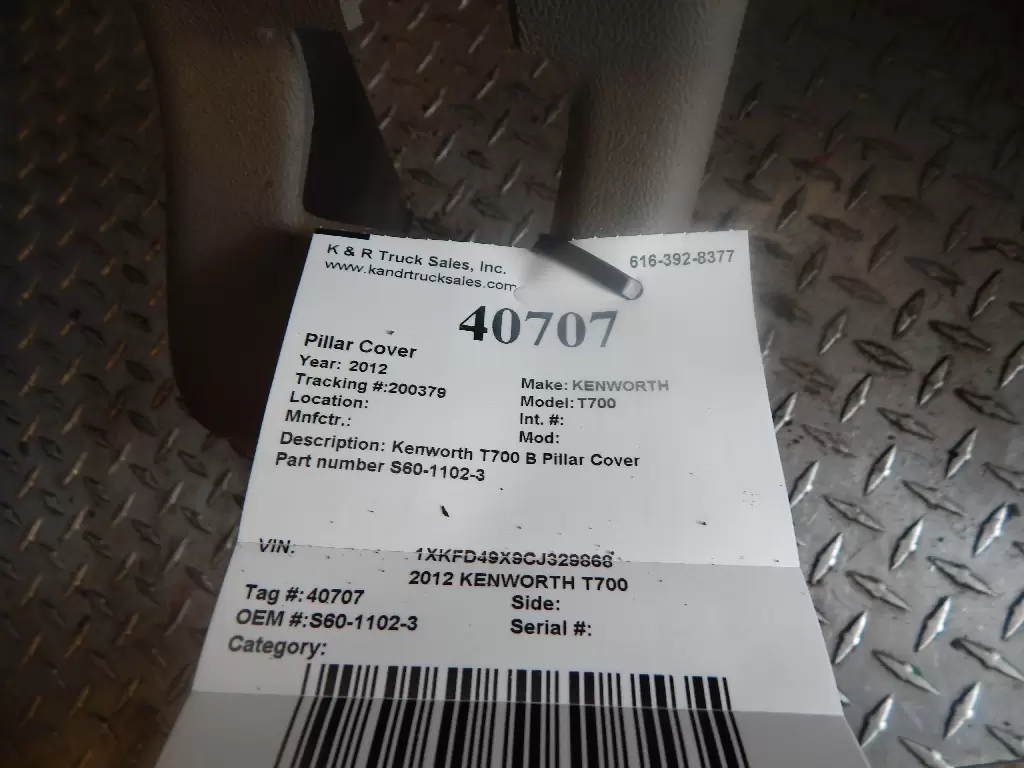 K & R Truck Sales, Inc.
616-392-8377
www.kandrtrucksales.com
40707
Pillar Cover
Year: 2012
Make: KENWORTH
Tracking #:200379
Model: T700
Location:
Int. #:
Mnfctr.:
Mod:
Description: Kenworth T700 B Pillar Cover
Part number S60-1102-3
VIN: 1XKFD49X9CJ329868
2012 KENWORTH T700
Tag #: 40707
Side:
OEM #:S60-1102-3
Serial #:
Category: